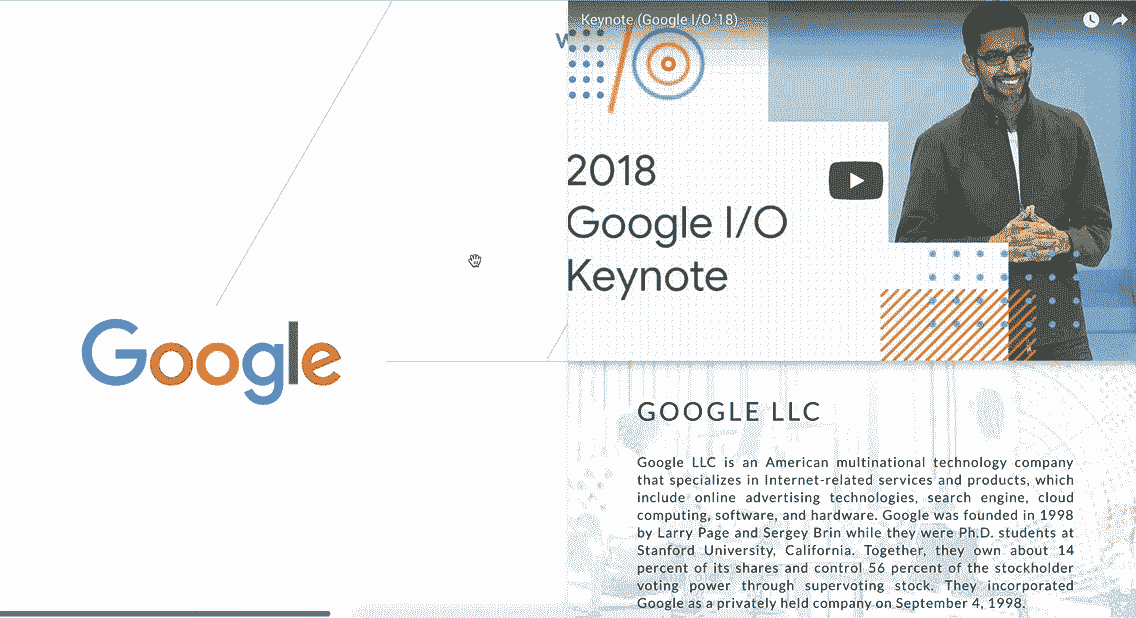 Google
Keynote (Google I/O '18)
2018
Google I/O
Keynote
GOOGLE LLC
Google LLC is an American multinational technology company
that specializes in Internet-related services and products, which
include online advertising technologies, search engine, cloud
computing, software, and hardware. Google was founded in 1998
by Larry Page and Sergey Brin while they were Ph.D. students at
Stanford University, California. Together, they own about 14
percent of its shares and control 56 percent of the stockholder
voting power through supervoting stock. They incorporated
Google as a privately held company on September 4, 1998.